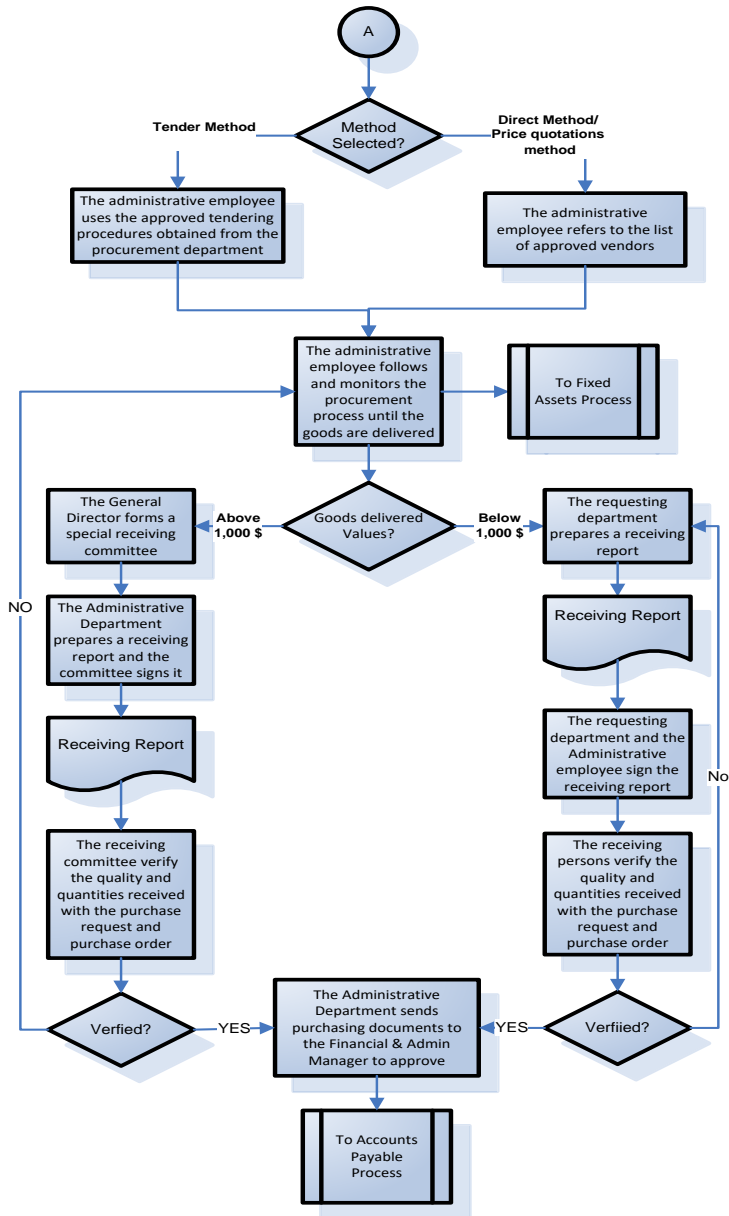 A
Method
Selected?
Tender Method
Direct Method/
Price quotations
method
The administrative employee
uses the approved tendering
procedures obtained from the
procurement department
The administrative
employee refers to the list
of approved vendors
The administrative
employee follows
and monitors the
procurement
process until the
goods are delivered
To Fixed
Assets Process
Goods delivered
Values?
Above
1,000 $
Below
1,000 $
The General
Director forms a
special receiving
committee
The requesting
department
prepares a
receiving report
NO
The Administrative
Department
prepares a receiving
report and the
committee signs it
Receiving Report
Receiving Report
The requesting
department and the
Administrative
employee sign the
receiving report
No
The receiving
committee verify
the quality and
quantities received
with the purchase
request and
purchase order
The receiving
persons verify the
quality and
quantities received
with the purchase
request and
purchase order
Verfied?
YES
The Administrative
Department sends
purchasing documents to
the Financial & Admin
Manager to approve
YES
Verfiied?
To Accounts
Payable
Process